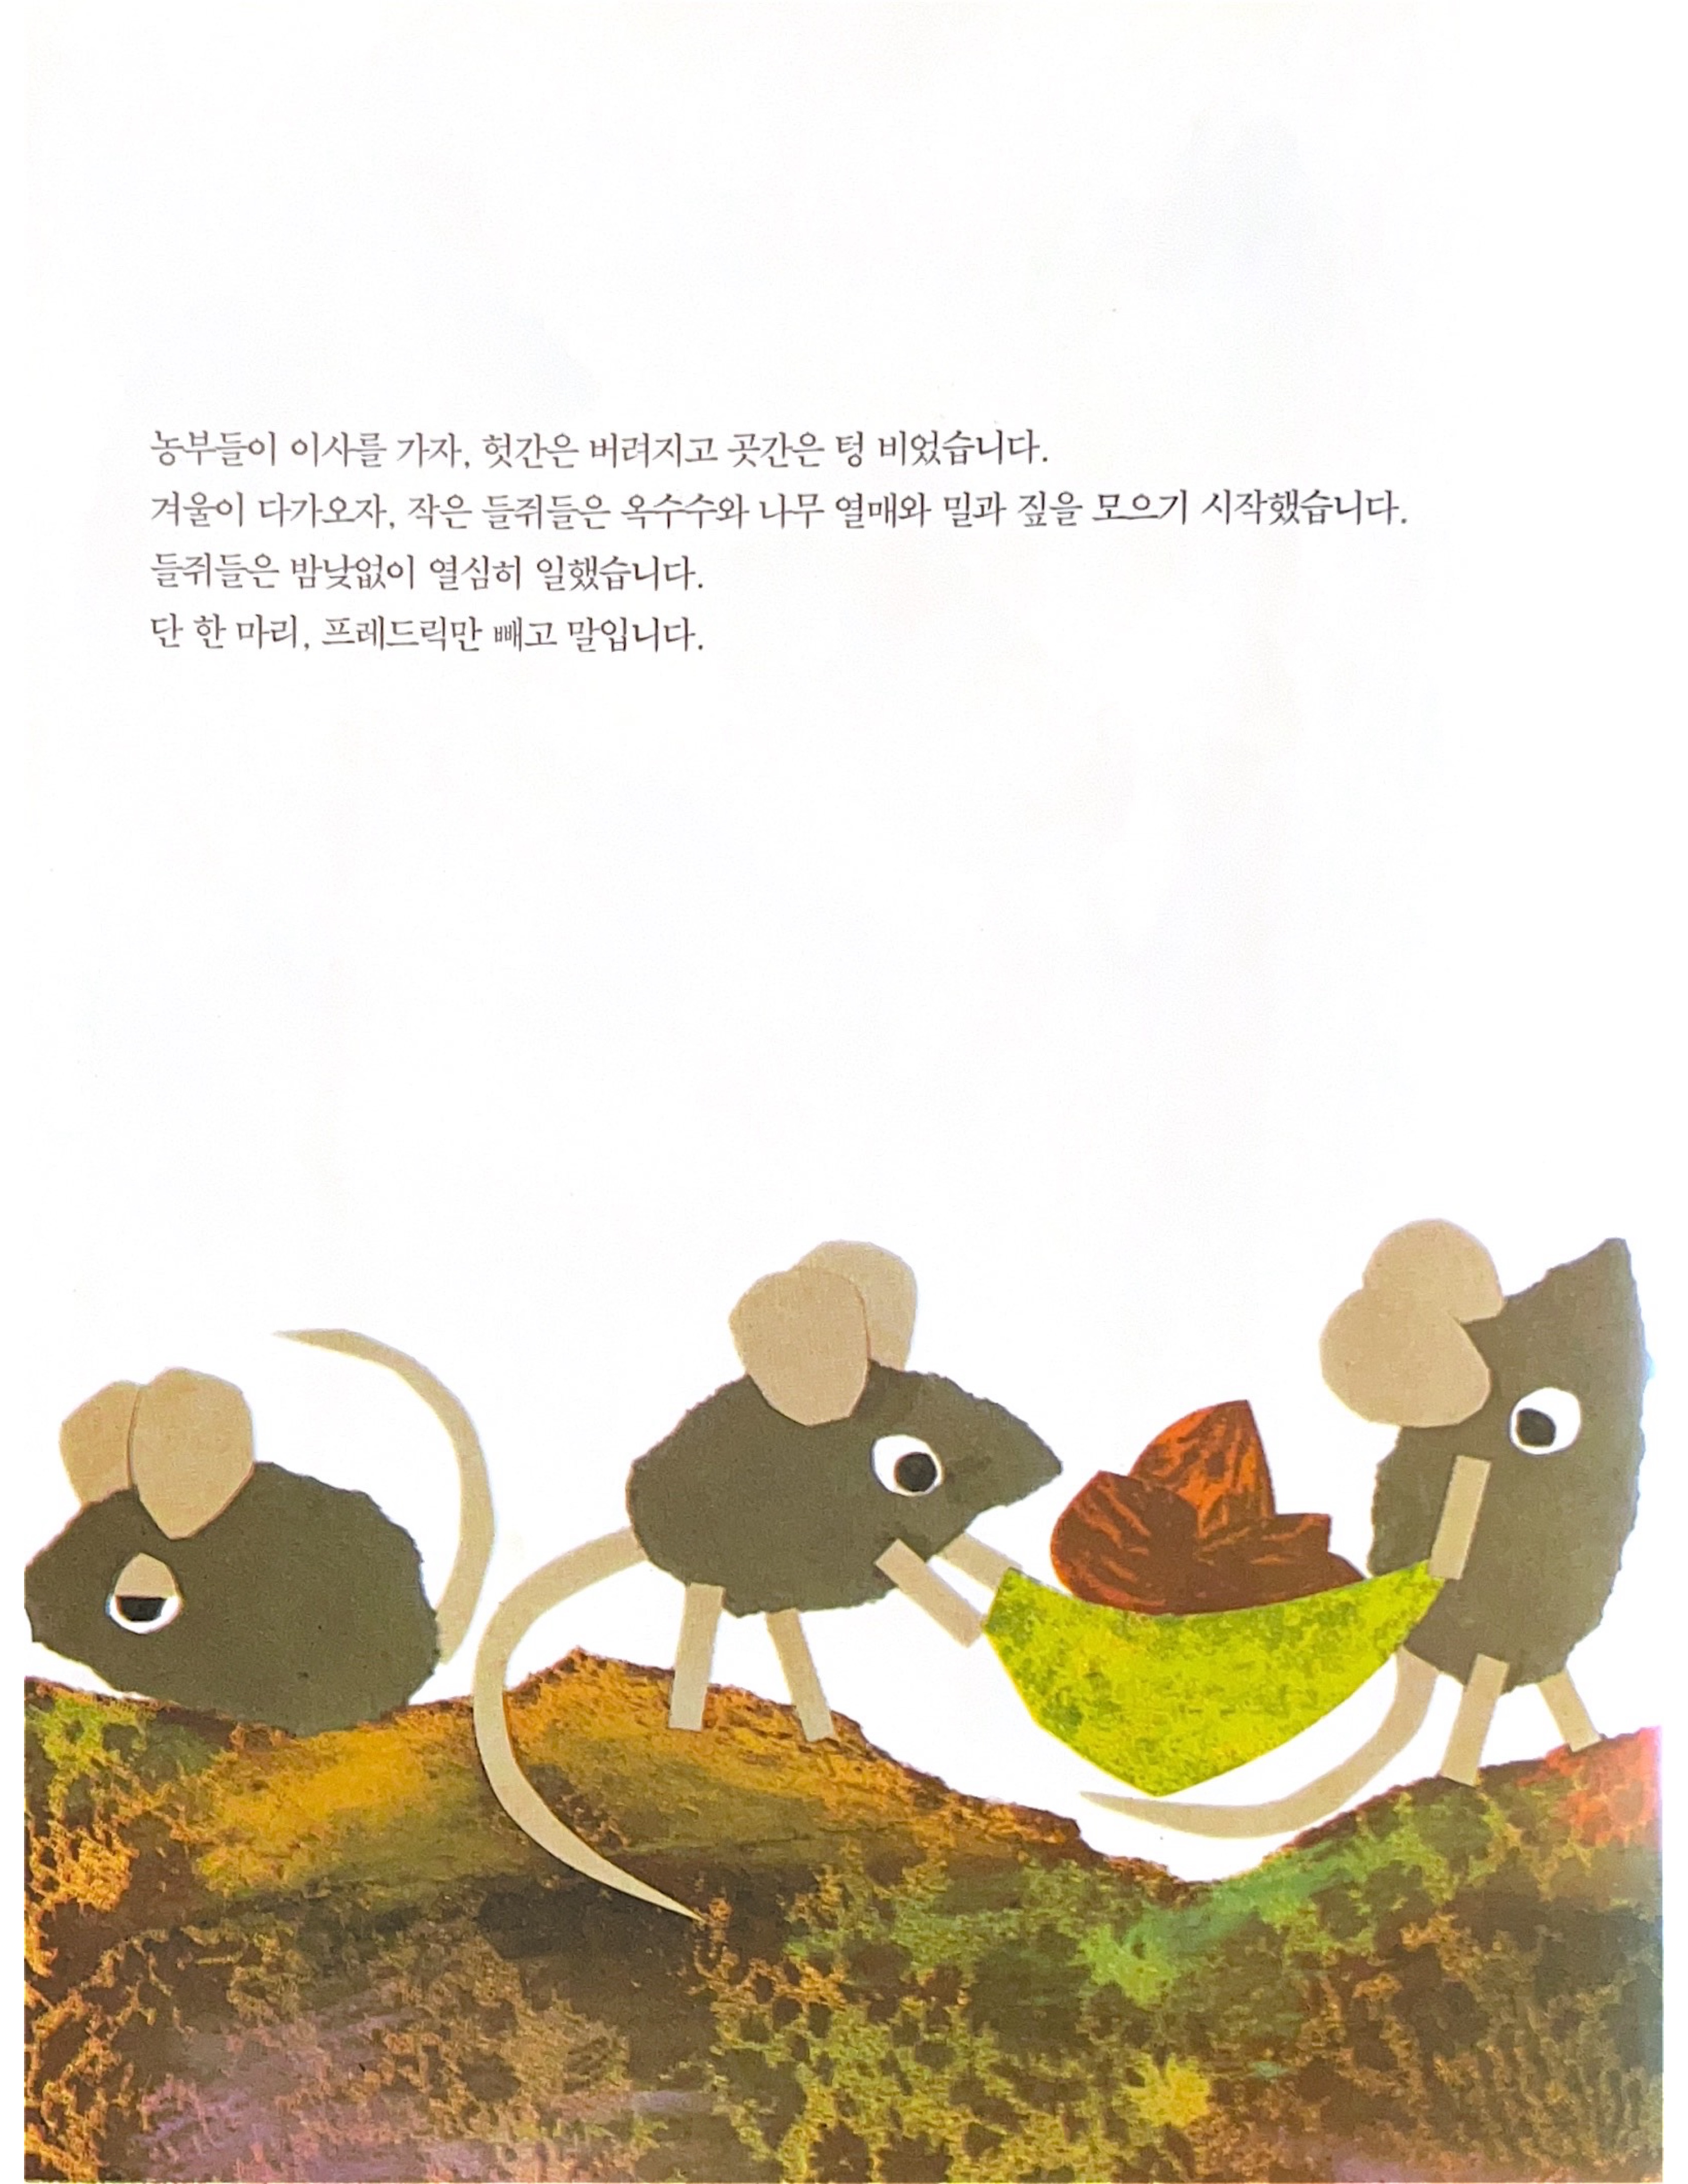 농부들이 이사를 가자, 헛간은 버려지고 곳간은 텅 비었습니다.
겨울이 다가오자, 작은 들쥐들은 옥수수와 나무 열매와 밀과 짚을 모으기 시작했습니다.
들쥐들은 밤낮없이 열심히 일했습니다.
단 한 마리, 프레드릭만 빼고 말입니다.